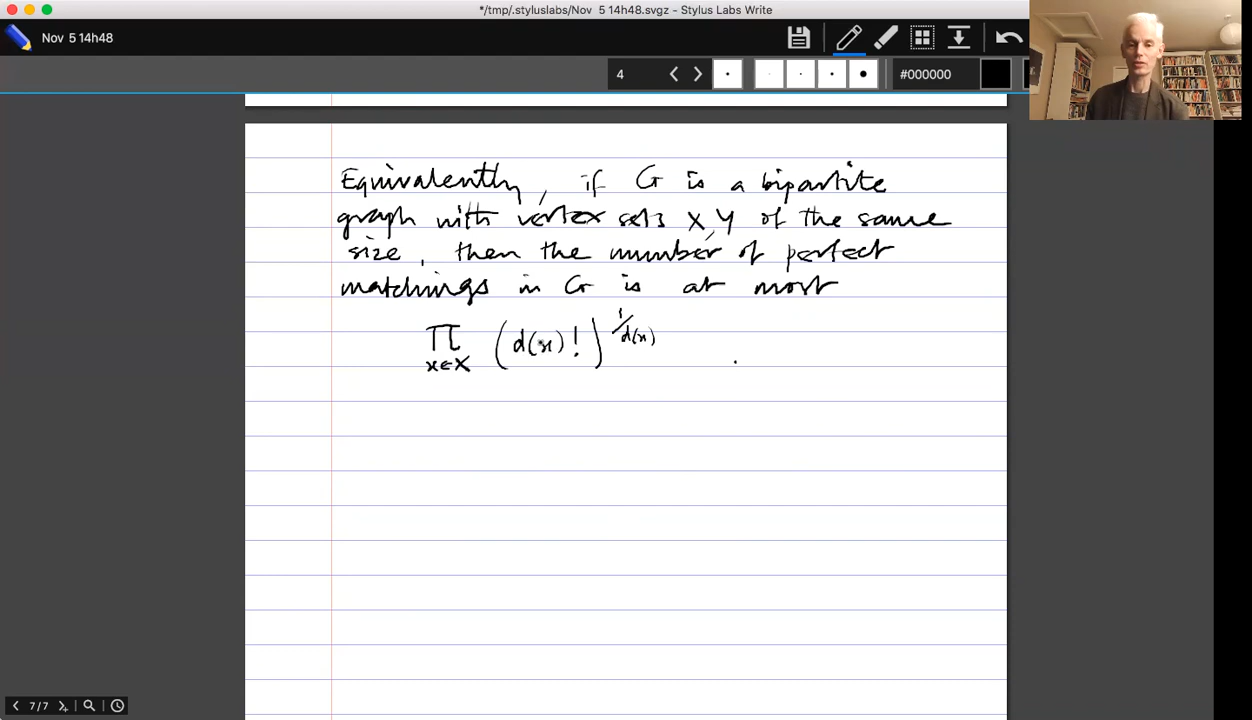 */tmp/.styluslabs/Nov 5 14h48.svgz - Stylus Labs Write
Nov 5 14h48
4
#000000
Equivalently, if G is a bipartite
graph with vertex sets X, Y of the same
size, then the number of perfect
matchings in G is at most
∏ x∈X (d(x)!)^{1/d(x)}
7/7